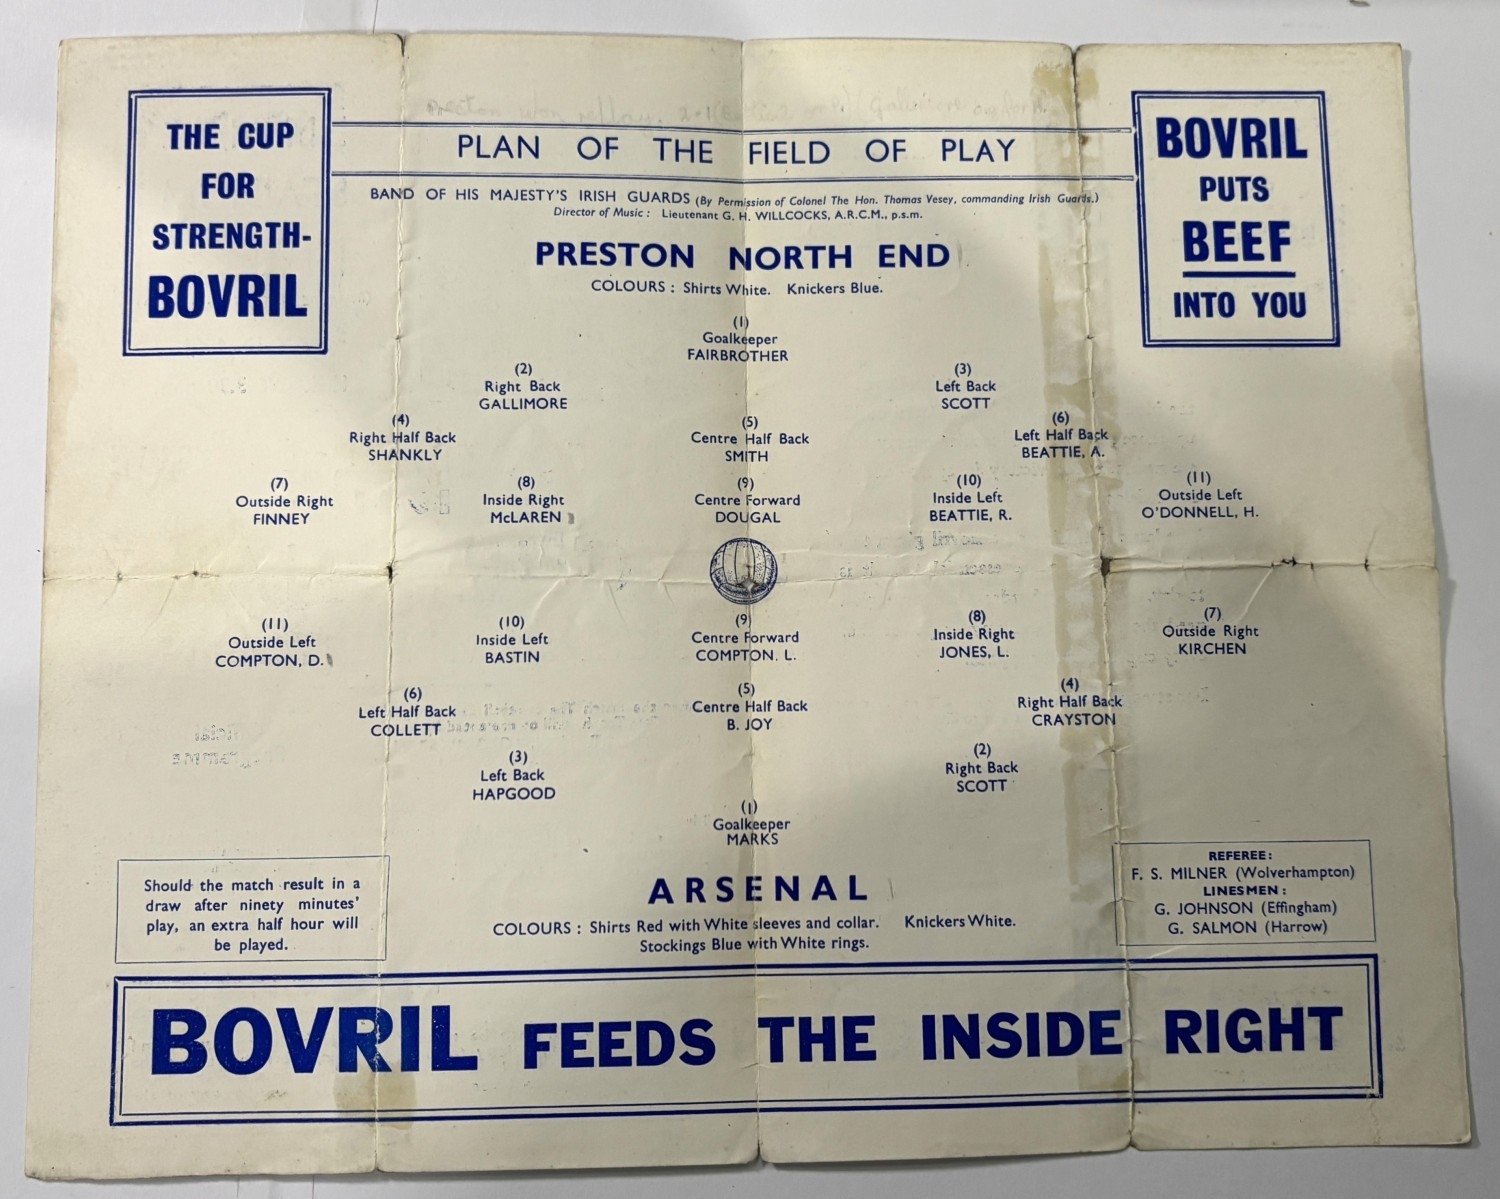 THE CUP
FOR
STRENGTH-
BOVRIL
BOVRIL
PUTS
BEEF
INTO YOU
Preston won
PLAN OF THE FIELD OF PLAY
BAND OF HIS MAJESTY'S IRISH GUARDS (By Permission of Colonel The Hon. Thomas Vesey, commanding Irish Guards.)
Director of Music: Lieutenant G. H. WILLCOCKS, A.R.C.M., p.s.m.
PRESTON NORTH END
COLOURS: Shirts White. Knickers Blue.
(1)
Goalkeeper
FAIRBROTHER
(2)
Right Back
GALLIMORE
(3)
Left Back
SCOTT
(4)
Right Half Back
SHANKLY
(5)
Centre Half Back
SMITH
(6)
Left Half Back
BEATTIE, A.
(7)
Outside Right
FINNEY
(8)
Inside Right
McLAREN
(9)
Centre Forward
DOUGAL
(10)
Inside Left
BEATTIE, R.
(11)
Outside Left
O'DONNELL, H.
(11)
Outside Left
COMPTON, D.
(10)
Inside Left
BASTIN
(9)
Centre Forward
COMPTON. L.
(8)
Inside Right
JONES, L.
(7)
Outside Right
KIRCHEN
(6)
Left Half Back
COLLETT
(5)
Centre Half Back
B. JOY
(4)
Right Half Back
CRAYSTON
(3)
Left Back
HAPGOOD
(2)
Right Back
SCOTT
(1)
Goalkeeper
MARKS
ARSENAL
COLOURS: Shirts Red with White sleeves and collar. Knickers White.
Stockings Blue with White rings.
Should the match result in a
draw after ninety minutes'
play, an extra half hour will
be played.
REFEREE:
F. S. MILNER (Wolverhampton)
LINESMEN:
G. JOHNSON (Effingham)
G. SALMON (Harrow)
BOVRIL FEEDS THE INSIDE RIGHT